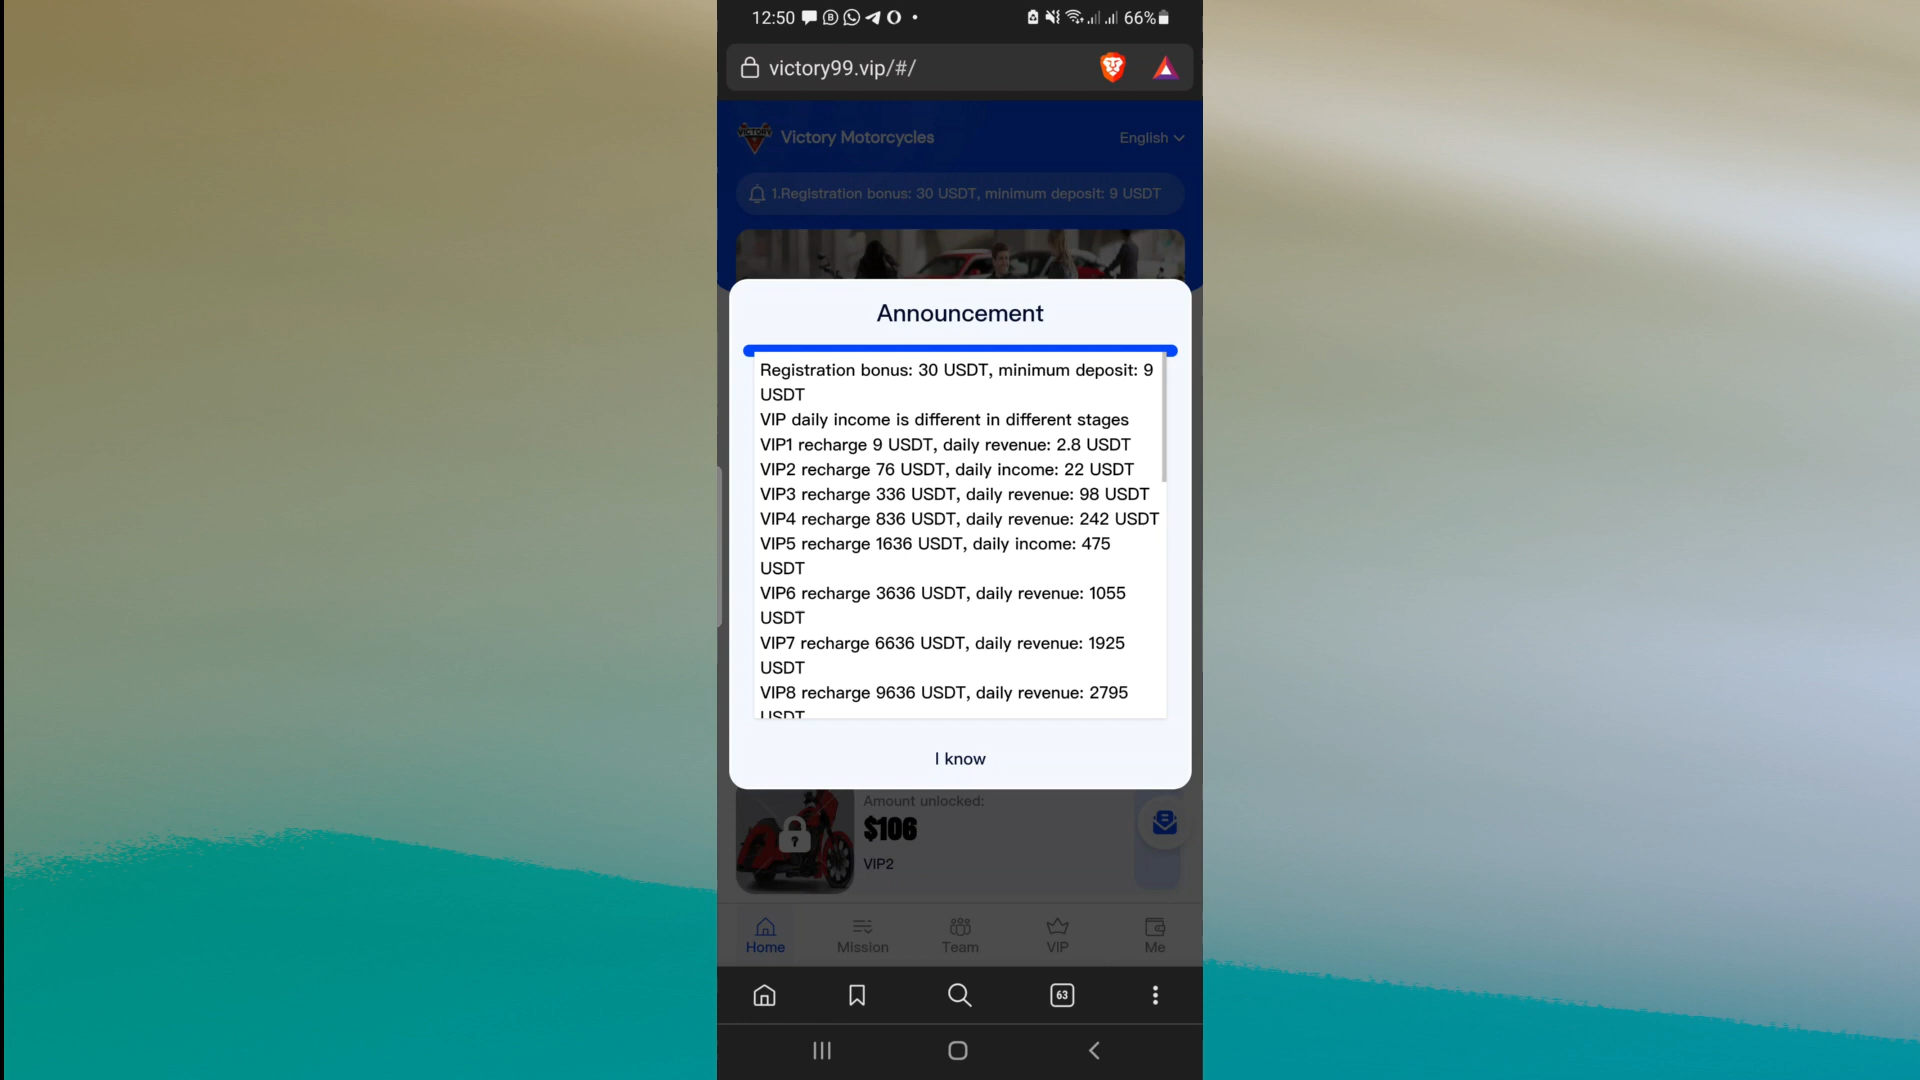 12:50
66%
victory99.vip/#/
VICTORY
Victory Motorcycles
English
1.Registration bonus: 30 USDT, minimum deposit: 9 USDT
Announcement
Registration bonus: 30 USDT, minimum deposit: 9
USDT
VIP daily income is different in different stages
VIP1 recharge 9 USDT, daily revenue: 2.8 USDT
VIP2 recharge 76 USDT, daily income: 22 USDT
VIP3 recharge 336 USDT, daily revenue: 98 USDT
VIP4 recharge 836 USDT, daily revenue: 242 USDT
VIP5 recharge 1636 USDT, daily income: 475
USDT
VIP6 recharge 3636 USDT, daily revenue: 1055
USDT
VIP7 recharge 6636 USDT, daily revenue: 1925
USDT
VIP8 recharge 9636 USDT, daily revenue: 2795
USDT
I know
Amount unlocked:
$106
VIP2
Home
Mission
Team
VIP
Me
63